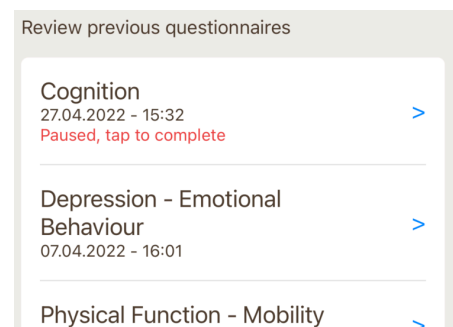 Review previous questionnaires
Cognition
27.04.2022 - 15:32
Paused, tap to complete
>
Depression - Emotional
Behaviour
07.04.2022 - 16:01
>
Physical Function - Mobility
>